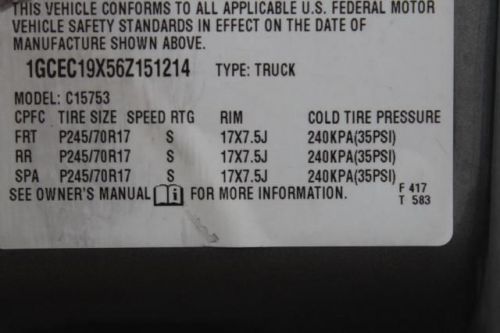 THIS VEHICLE CONFORMS TO ALL APPLICABLE U.S. FEDERAL MOTOR
VEHICLE SAFETY STANDARDS IN EFFECT ON THE DATE OF
MANUFACTURE SHOWN ABOVE.
1GCEC19X56Z151214 TYPE: TRUCK
MODEL: C15753
CPFC TIRE SIZE SPEED RTG RIM COLD TIRE PRESSURE
FRT P245/70R17 S 17X7.5J 240KPA(35PSI)
RR P245/70R17 S 17X7.5J 240KPA(35PSI)
SPA P245/70R17 S 17X7.5J 240KPA(35PSI)
SEE OWNER'S MANUAL i FOR MORE INFORMATION. F 417
T 583